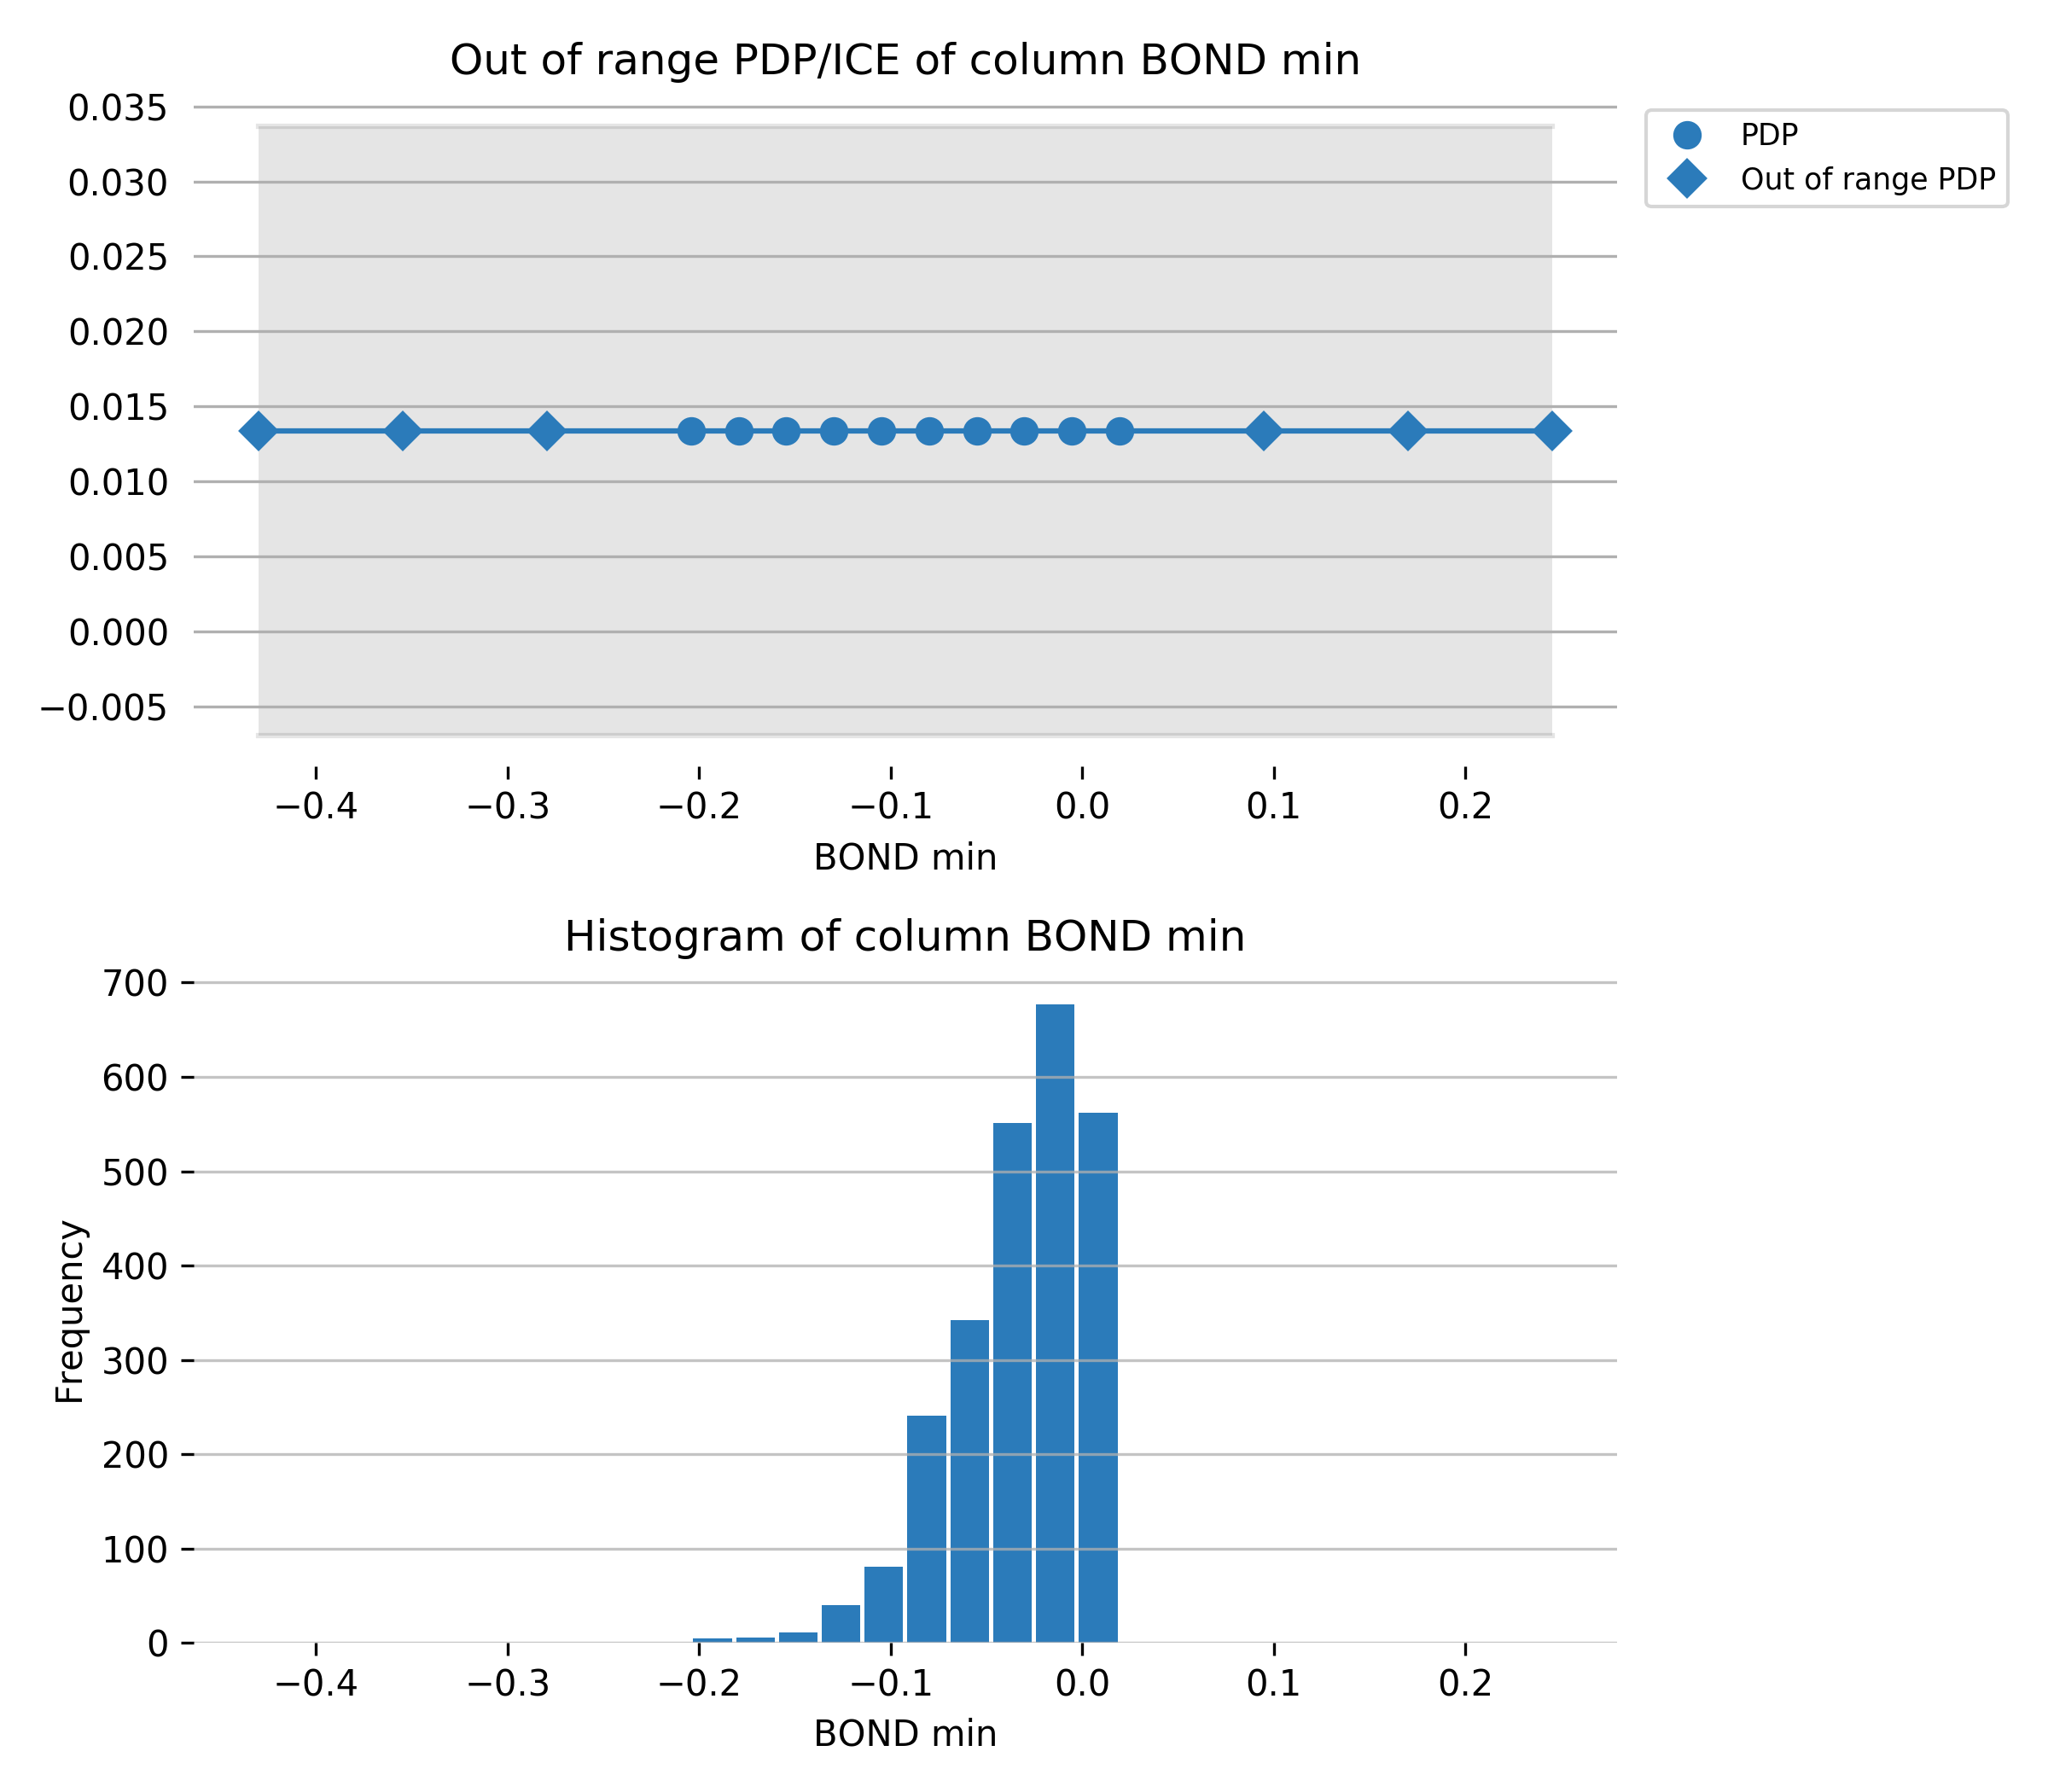 Out of range PDP/ICE of column BOND min
PDP
Out of range PDP
0.035
0.030
0.025
0.020
0.015
0.010
0.005
0.000
−0.005
−0.4 −0.3 −0.2 −0.1 0.0 0.1 0.2
BOND min
Histogram of column BOND min
Frequency
700
600
500
400
300
200
100
0
−0.4 −0.3 −0.2 −0.1 0.0 0.1 0.2
BOND min